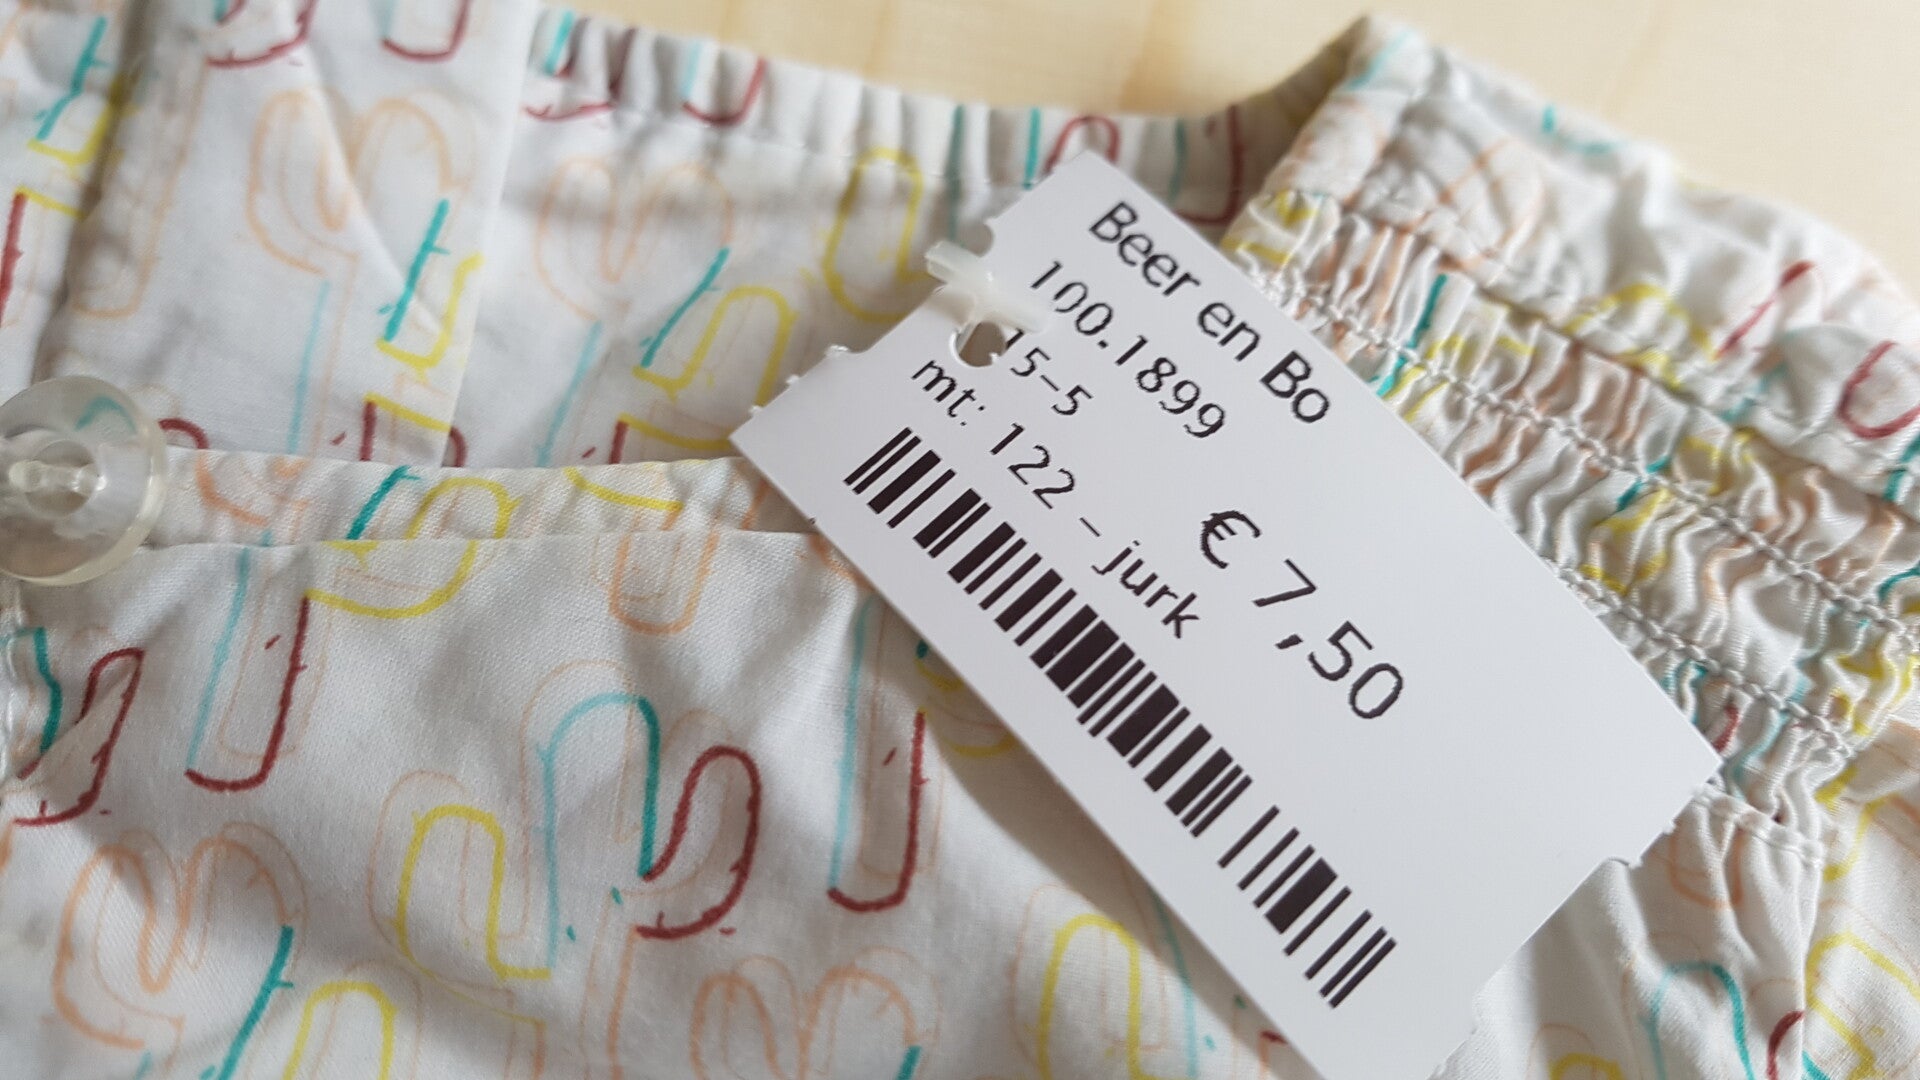 Beer en Bo
100.1899
15-5
mt: 122 - jurk
€ 7,50